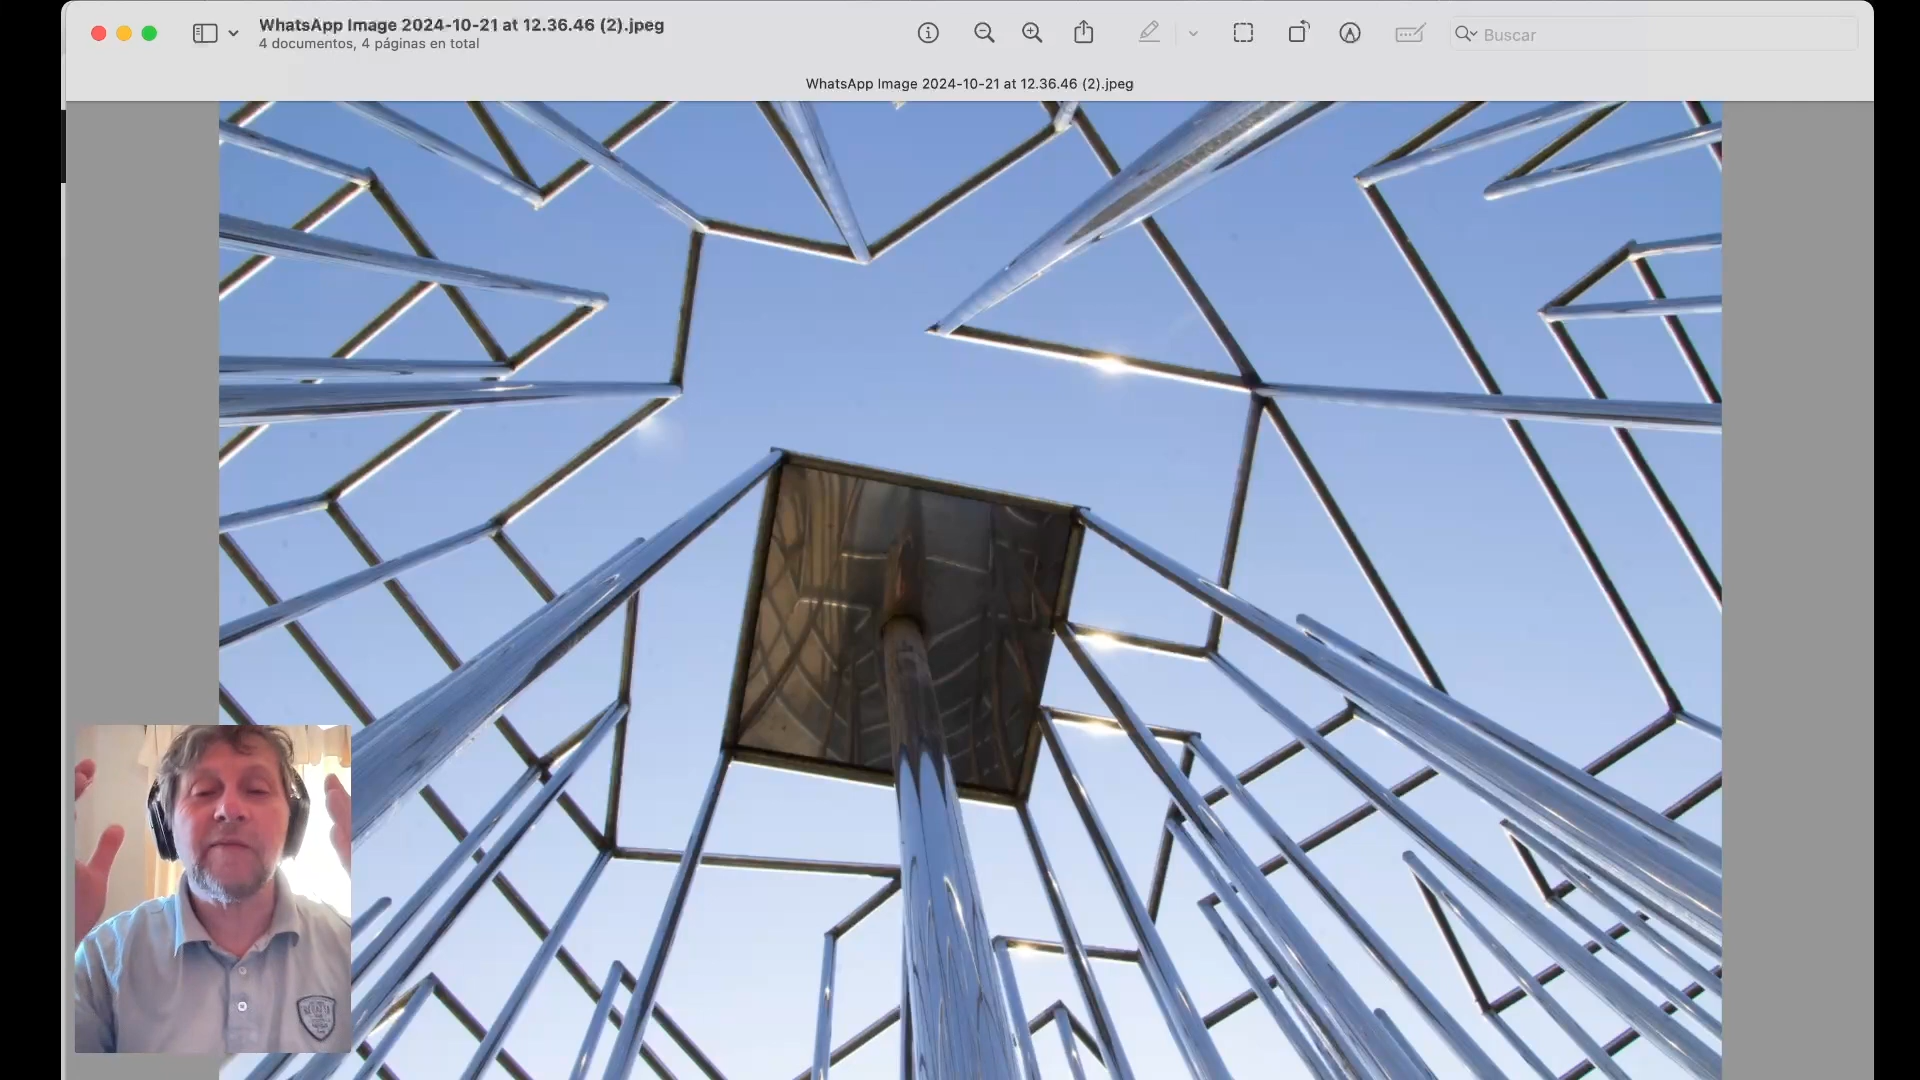 WhatsApp Image 2024-10-21 at 12.36.46 (2).jpeg
4 documentos, 4 páginas en total
Buscar
WhatsApp Image 2024-10-21 at 12.36.46 (2).jpeg